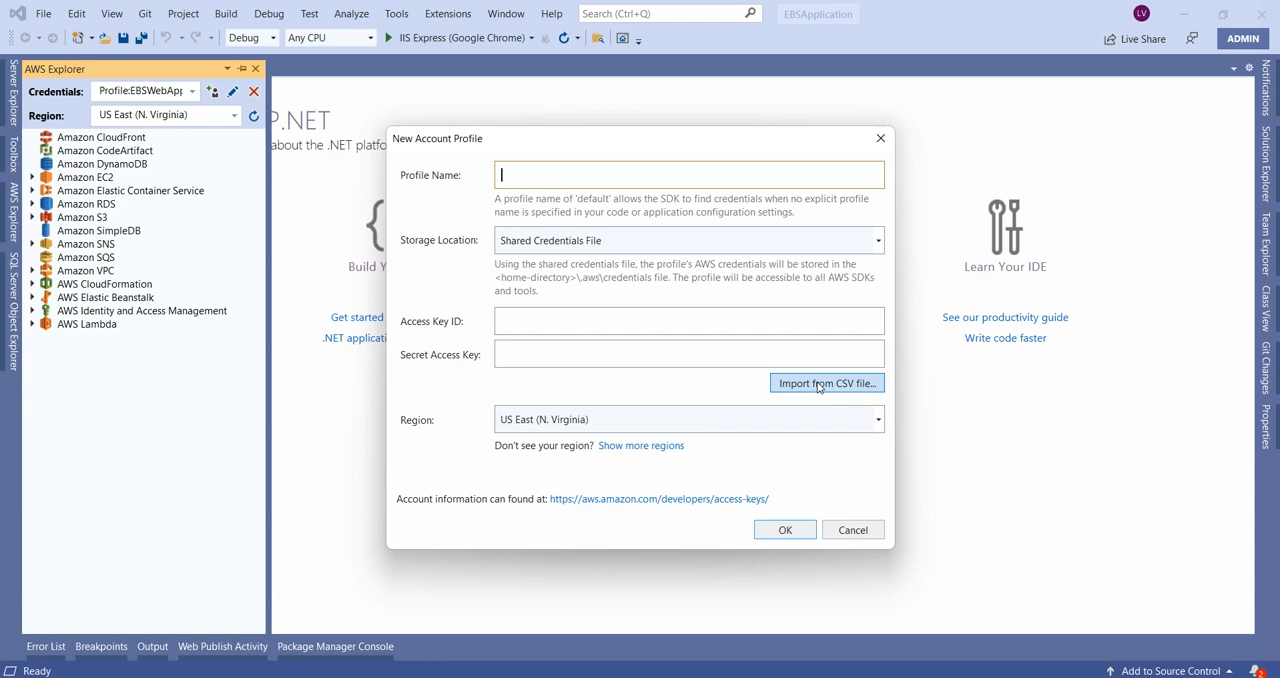 File Edit View Git Project Build Debug Test Analyze Tools Extensions Window Help Search (Ctrl+Q) EBSApplication LV
Debug Any CPU IIS Express (Google Chrome) Live Share ADMIN
AWS Explorer
Credentials: Profile:EBSWebApp
Region: US East (N. Virginia)
Amazon CloudFront
Amazon CodeArtifact
Amazon DynamoDB
Amazon EC2
Amazon Elastic Container Service
Amazon RDS
Amazon S3
Amazon SimpleDB
Amazon SNS
Amazon SQS
Amazon VPC
AWS CloudFormation
AWS Elastic Beanstalk
AWS Identity and Access Management
AWS Lambda
Server Explorer
Toolbox
AWS Explorer
SQL Server Object Explorer
P.NET
about the .NET platfo
Build Y
Get started
.NET applicati
New Account Profile
Profile Name:
A profile name of 'default' allows the SDK to find credentials when no explicit profile
name is specified in your code or application configuration settings.
Storage Location: Shared Credentials File
Using the shared credentials file, the profile's AWS credentials will be stored in the
<home-directory>\.aws\credentials file. The profile will be accessible to all AWS SDKs
and tools.
Access Key ID:
Secret Access Key:
Import from CSV file...
Region: US East (N. Virginia)
Don't see your region? Show more regions
Account information can found at: https://aws.amazon.com/developers/access-keys/
OK Cancel
Learn Your IDE
See our productivity guide
Write code faster
Notifications
Solution Explorer
Team Explorer
Class View
Git Changes
Properties
Error List Breakpoints Output Web Publish Activity Package Manager Console
Ready Add to Source Control 2